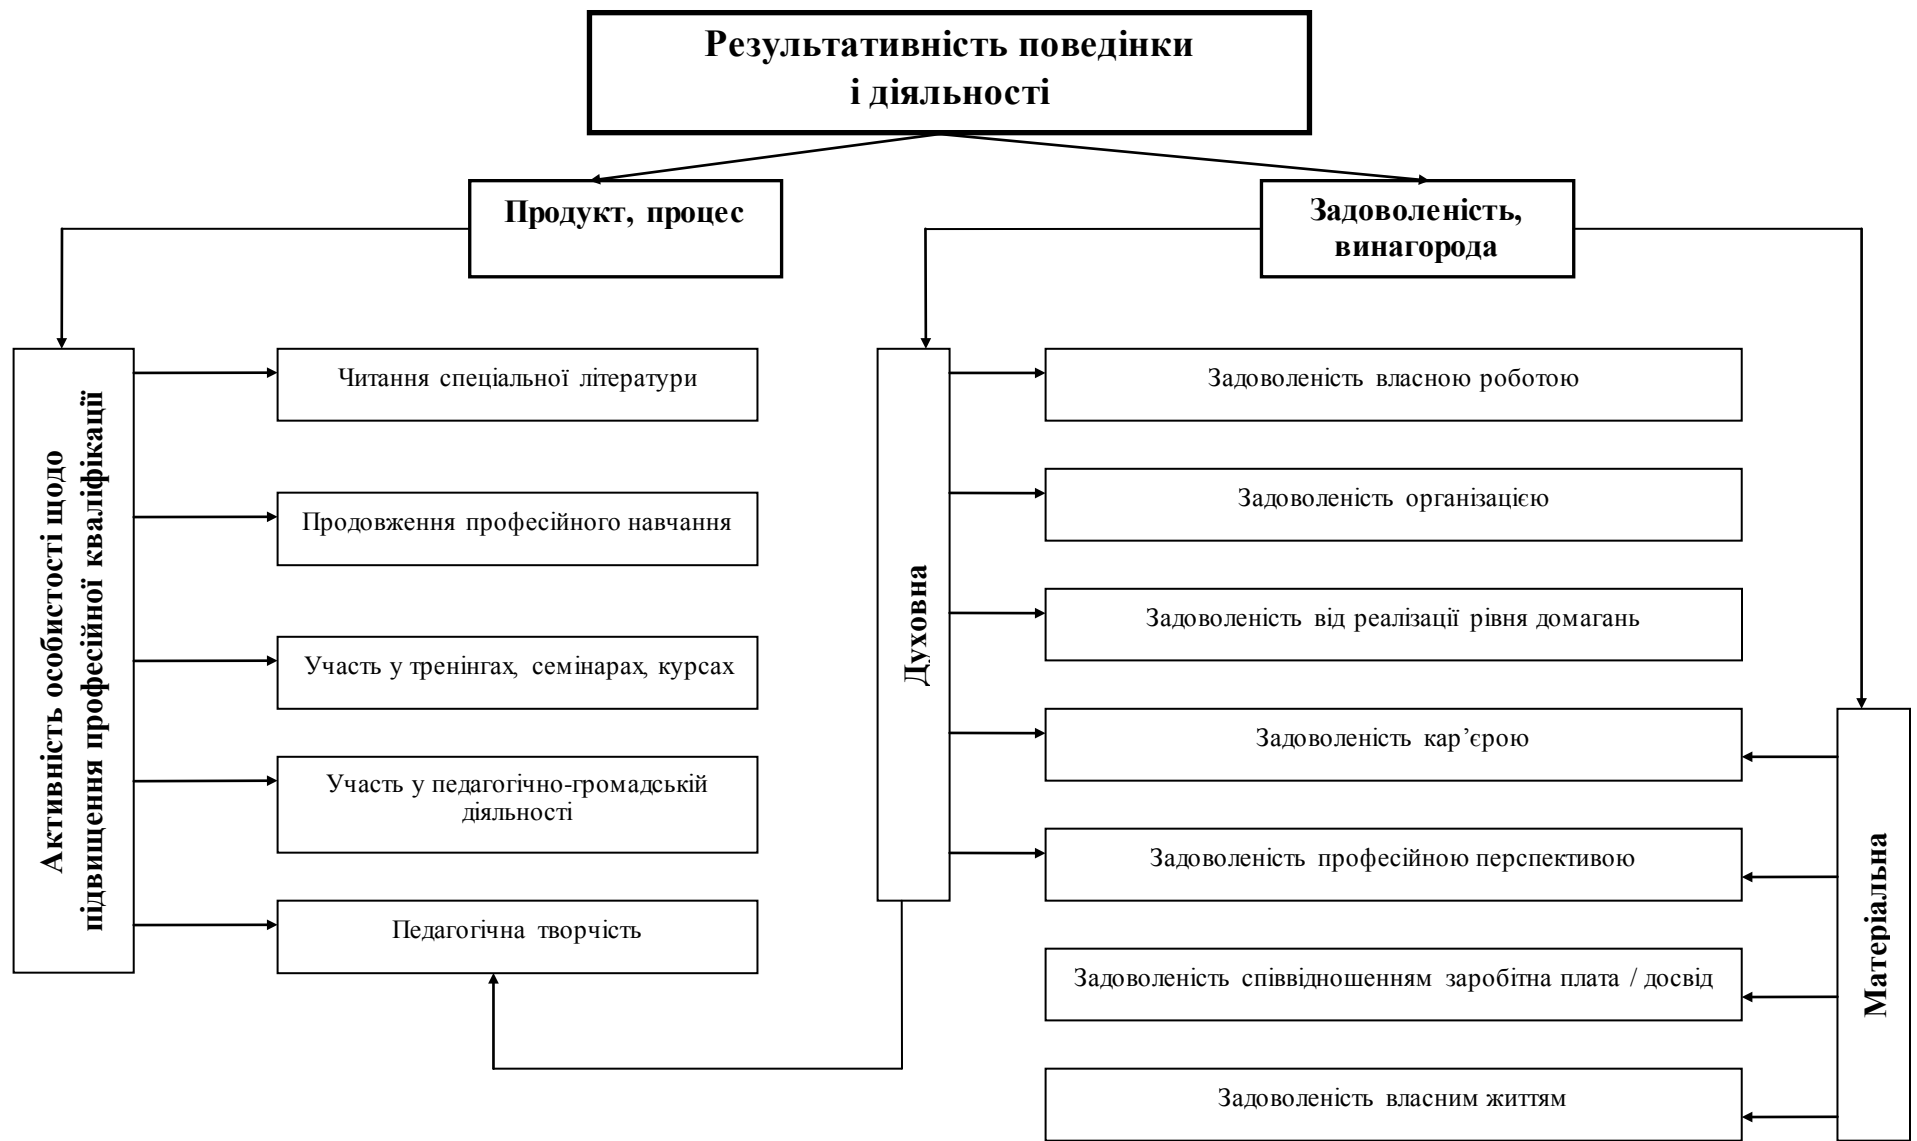 Результативність поведінки
і діяльності
Продукт, процес
Задоволеність,
винагорода
Активність особистості щодо
підвищення професійної кваліфікації
Читання спеціальної літератури
Продовження професійного навчання
Участь у тренінгах, семінарах, курсах
Участь у педагогічно-громадській
діяльності
Педагогічна творчість
Духовна
Задоволеність власною роботою
Задоволеність організацією
Задоволеність від реалізації рівня домагань
Задоволеність кар’єрою
Задоволеність професійною перспективою
Задоволеність співвідношенням заробітна плата / досвід
Задоволеність власним життям
Матеріальна